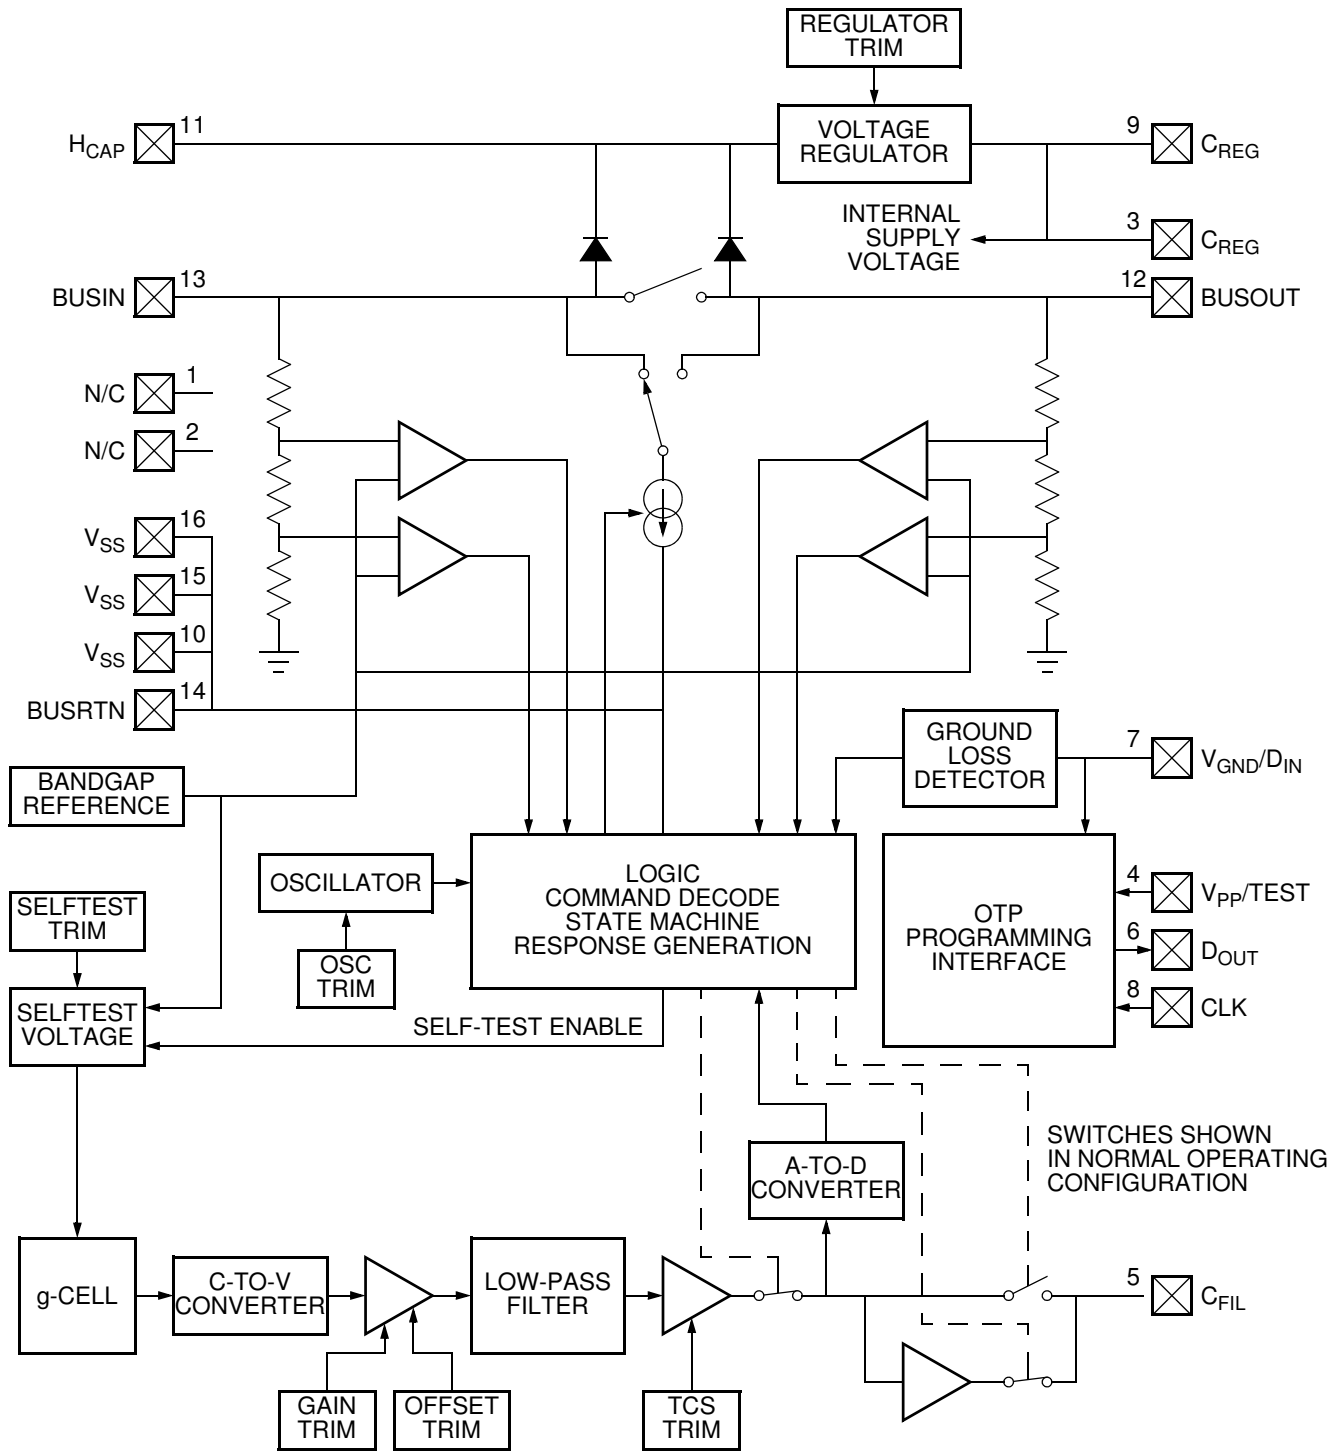 REGULATOR
TRIM
HCAP
11
VOLTAGE
REGULATOR
9
CREG
INTERNAL
SUPPLY
VOLTAGE
3
CREG
BUSIN
13
12
BUSOUT
N/C
1
N/C
2
VSS
16
VSS
15
VSS
10
BUSRTN
14
GROUND
LOSS
DETECTOR
7
VGND/DIN
BANDGAP
REFERENCE
OSCILLATOR
LOGIC
COMMAND DECODE
STATE MACHINE
RESPONSE GENERATION
OTP
PROGRAMMING
INTERFACE
4
VPP/TEST
6
DOUT
8
CLK
SELFTEST
TRIM
OSC
TRIM
SELFTEST
VOLTAGE
SELF-TEST ENABLE
SWITCHES SHOWN
IN NORMAL OPERATING
CONFIGURATION
A-TO-D
CONVERTER
g-CELL
C-TO-V
CONVERTER
LOW-PASS
FILTER
5
CFIL
GAIN
TRIM
OFFSET
TRIM
TCS
TRIM